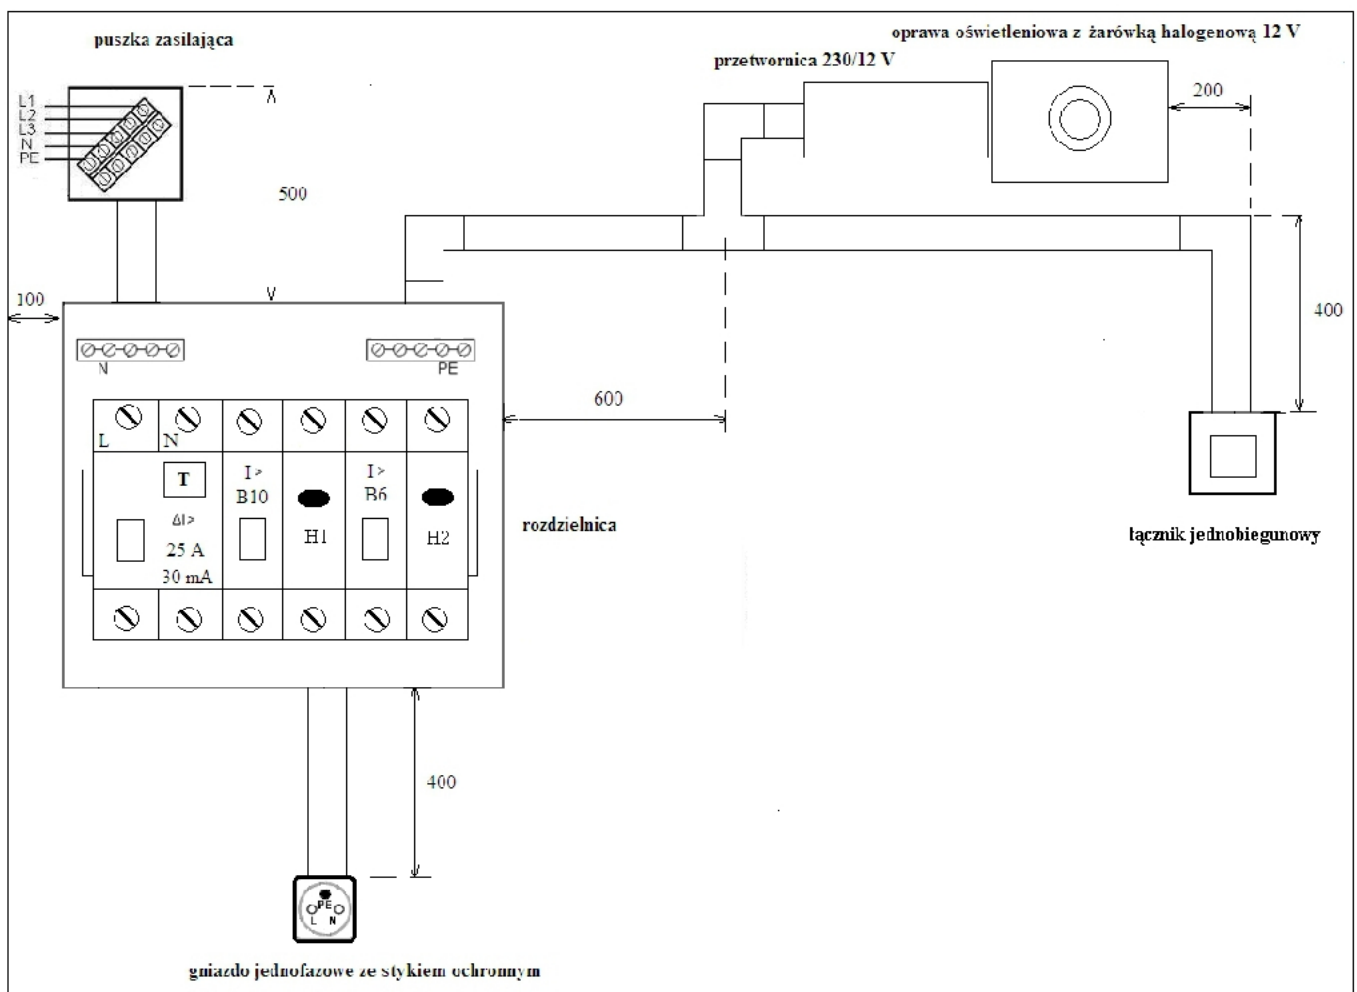 puszka zasilająca
oprawa oświetleniowa z żarówką halogenową 12 V
przetwornica 230/12 V
L1
L2
L3
N
PE
200
500
100
400
N
PE
600
L
N
T
ΔI>
25 A
30 mA
I>
B10
H1
I>
B6
H2
rozdzielnica
łącznik jednobiegunowy
400
PE
L N
gniazdo jednofazowe ze stykiem ochronnym